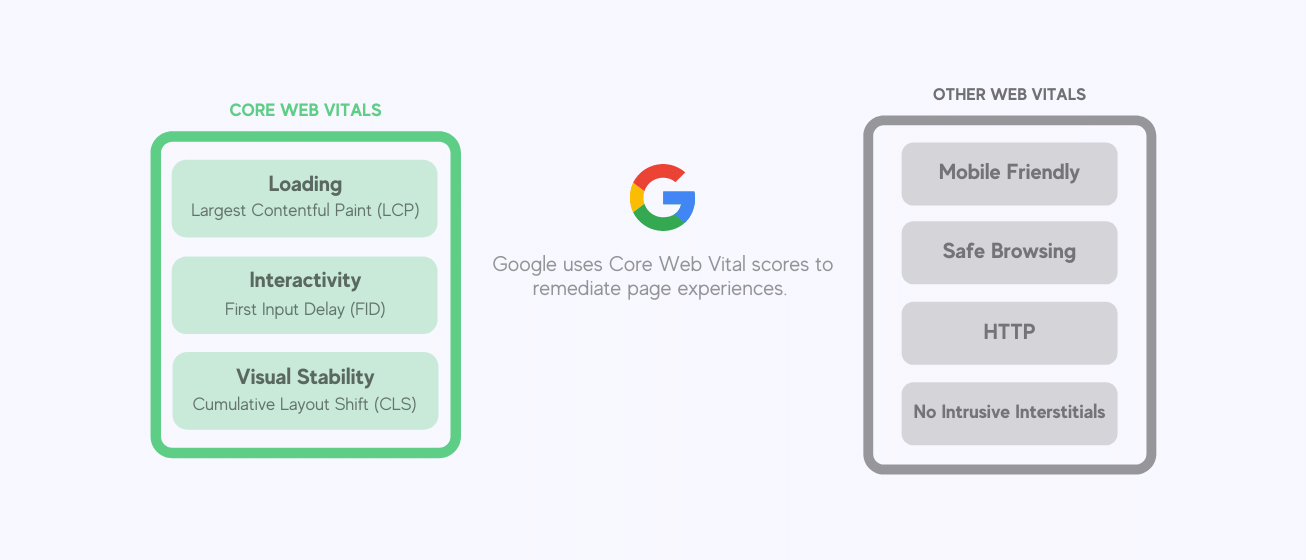 CORE WEB VITALS
Loading
Largest Contentful Paint (LCP)
Interactivity
First Input Delay (FID)
Visual Stability
Cumulative Layout Shift (CLS)
Google uses Core Web Vital scores to
remediate page experiences.
OTHER WEB VITALS
Mobile Friendly
Safe Browsing
HTTP
No Intrusive Interstitials